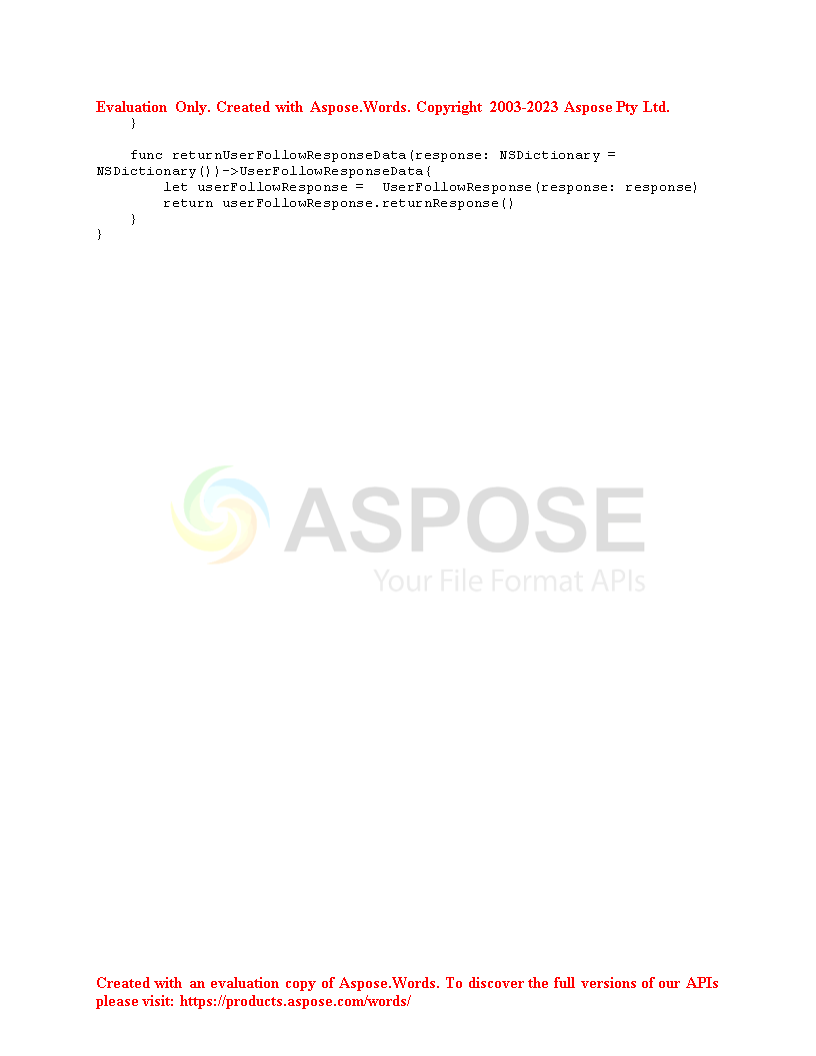 Evaluation Only. Created with Aspose.Words. Copyright 2003-2023 Aspose Pty Ltd.
    }
    func returnUserFollowResponseData(response: NSDictionary =
NSDictionary())->UserFollowResponseData{
        let userFollowResponse =  UserFollowResponse(response: response)
        return userFollowResponse.returnResponse()
    }
}
ASPOSE
Your File Format APIs
Created with an evaluation copy of Aspose.Words. To discover the full versions of our APIs
please visit: https://products.aspose.com/words/